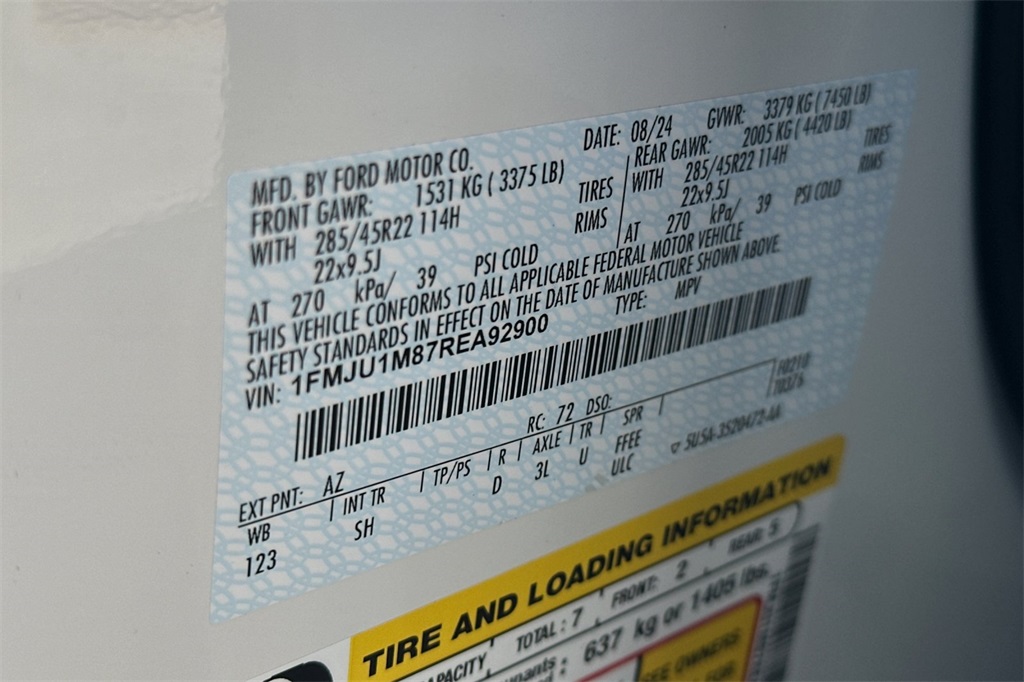 MFD. BY FORD MOTOR CO. DATE: 08/24 GVWR: 3379 KG ( 7450 LB)
FRONT GAWR: 1531 KG ( 3375 LB) REAR GAWR: 2005 KG ( 4420 LB)
WITH 285/45R22 114H TIRES WITH 285/45R22 114H TIRES
22x9.5J RIMS 22x9.5J RIMS
AT 270 kPa/ 39 PSI COLD AT 270 kPa/ 39 PSI COLD
THIS VEHICLE CONFORMS TO ALL APPLICABLE FEDERAL MOTOR VEHICLE
SAFETY STANDARDS IN EFFECT ON THE DATE OF MANUFACTURE SHOWN ABOVE.
VIN: 1FMJU1M87REA92900 TYPE: MPV
F0210
EXT PNT: AZ RC: 72 DSO:
WB INT TR TP/PS R AXLE TR SPR
123 SH D 3L U FFEE
ULC
TIRE AND LOADING INFORMATION
TOTAL: 7 FRONT: 2 REAR: 5
637 kg or 1405 lbs.